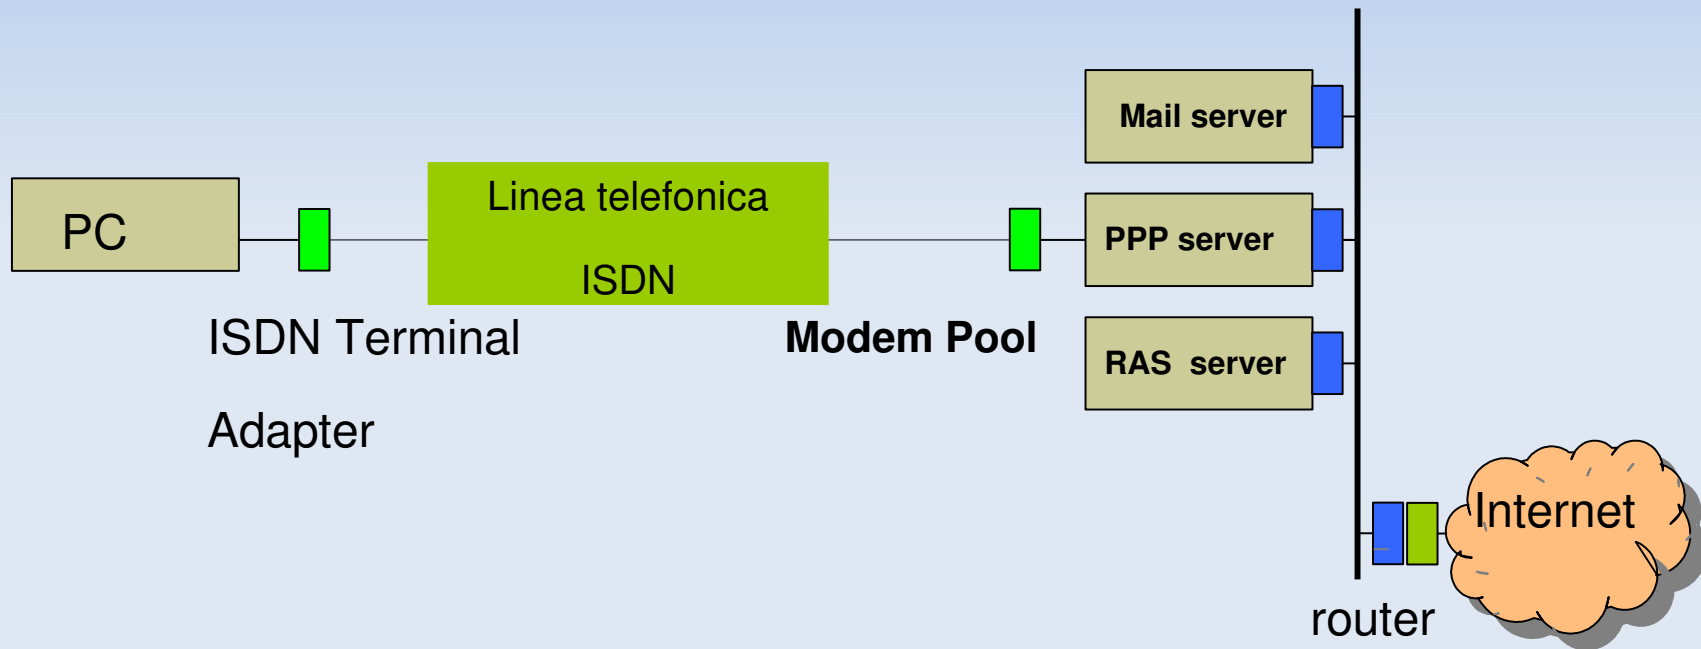 Mail server
PC
Linea telefonica
ISDN
PPP server
ISDN Terminal
Adapter
Modem Pool
RAS server
Internet
router